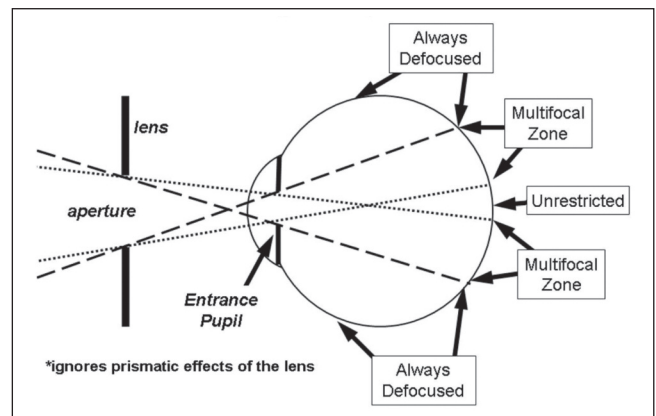 Always
Defocused
lens
Multifocal
Zone
aperture
Unrestricted
Multifocal
Zone
Entrance
Pupil
*ignores prismatic effects of the lens
Always
Defocused